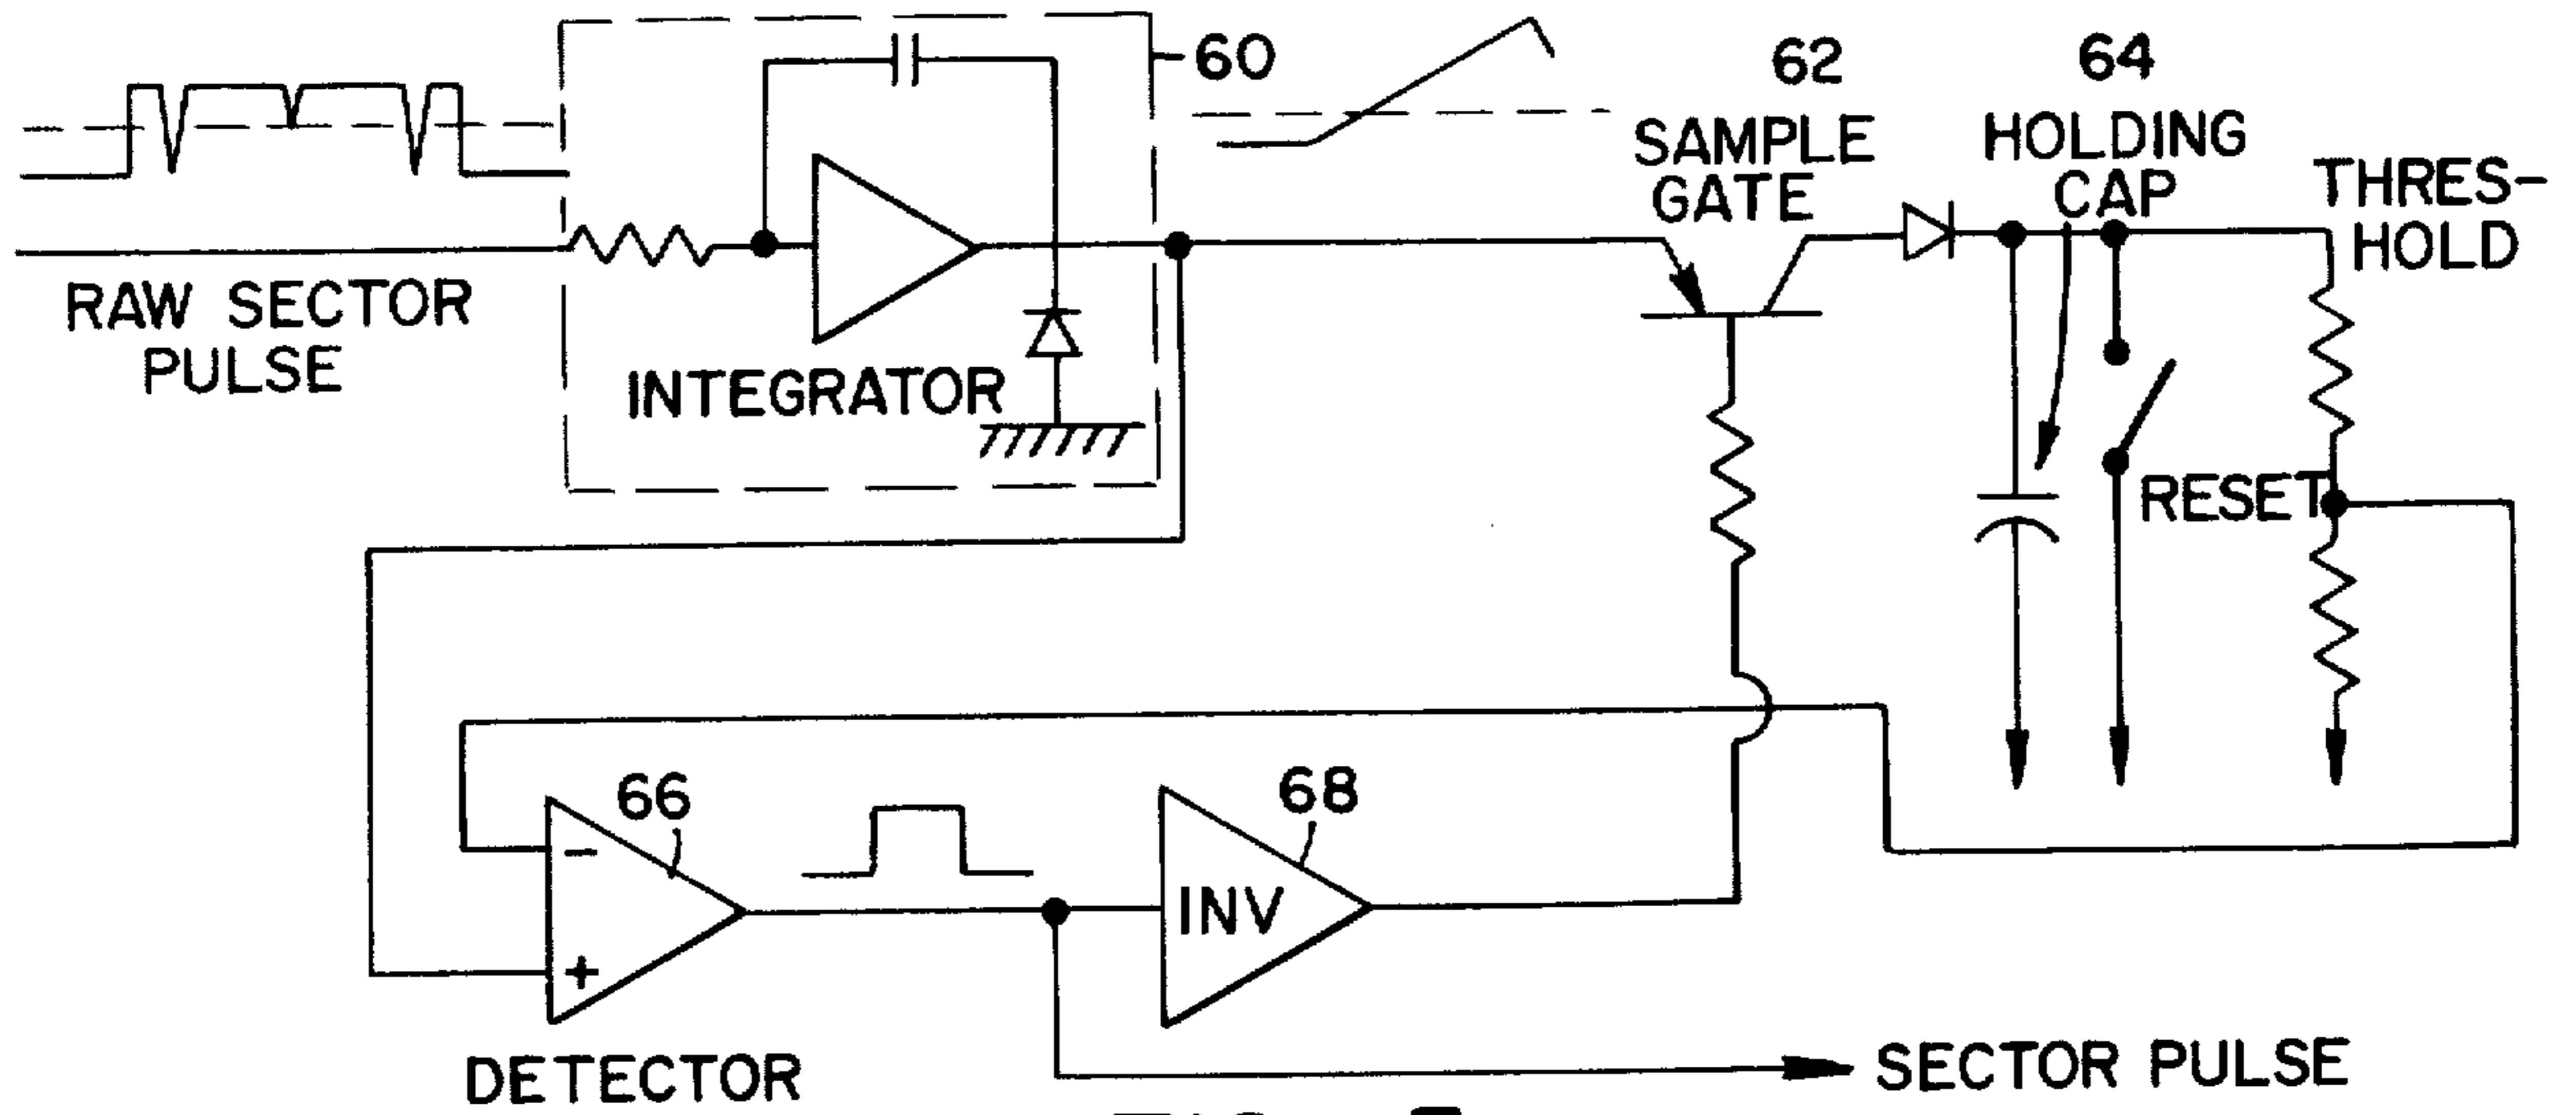 60
62
64
SAMPLE
GATE
HOLDING
CAP
THRES-
HOLD
RAW SECTOR
PULSE
INTEGRATOR
RESET
66
68
-
+
INV
DETECTOR
SECTOR PULSE